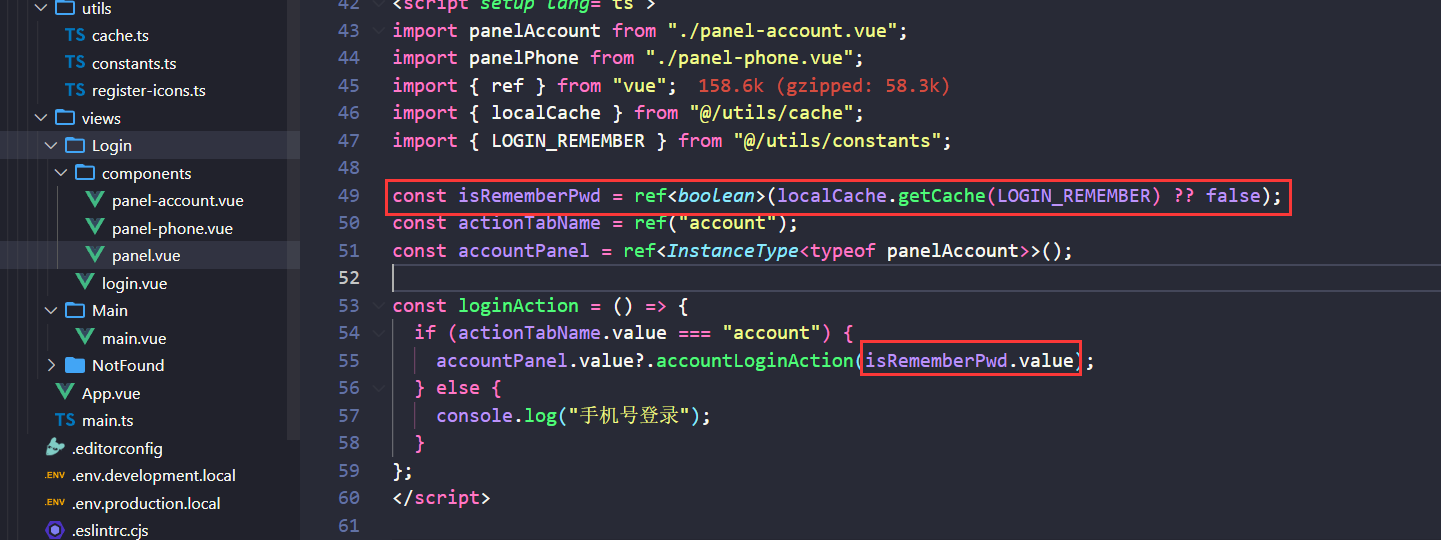 utils
TS cache.ts
TS constants.ts
TS register-icons.ts
views
Login
components
panel-account.vue
panel-phone.vue
panel.vue
login.vue
Main
main.vue
NotFound
App.vue
TS main.ts
.editorconfig
.ENV .env.development.local
.ENV .env.production.local
.eslintrc.cjs
42 <script setup lang="ts">
43 import panelAccount from "./panel-account.vue";
44 import panelPhone from "./panel-phone.vue";
45 import { ref } from "vue"; 158.6k (gzipped: 58.3k)
46 import { localCache } from "@/utils/cache";
47 import { LOGIN_REMEMBER } from "@/utils/constants";
48
49 const isRememberPwd = ref<boolean>(localCache.getCache(LOGIN_REMEMBER) ?? false);
50 const actionTabName = ref("account");
51 const accountPanel = ref<InstanceType<typeof panelAccount>>();
52
53 const loginAction = () => {
54 if (actionTabName.value === "account") {
55 accountPanel.value?.accountLoginAction(isRememberPwd.value);
56 } else {
57 console.log("手机号登录");
58 }
59 };
60 </script>
61